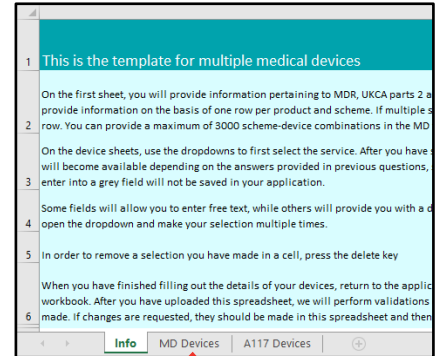 1 This is the template for multiple medical devices
On the first sheet, you will provide information pertaining to MDR, UKCA parts 2 a
provide information on the basis of one row per product and scheme. If multiple s
2 row. You can provide a maximum of 3000 scheme-device combinations in the MD
On the device sheets, use the dropdowns to first select the service. After you have s
will become available depending on the answers provided in previous questions,
3 enter into a grey field will not be saved in your application.
Some fields will allow you to enter free text, while others will provide you with a d
4 open the dropdown and make your selection multiple times.
5 In order to remove a selection you have made in a cell, press the delete key
When you have finished filling out the details of your devices, return to the applic
workbook. After you have uploaded this spreadsheet, we will perform validations
6 made. If changes are requested, they should be made in this spreadsheet and then
Info MD Devices A117 Devices